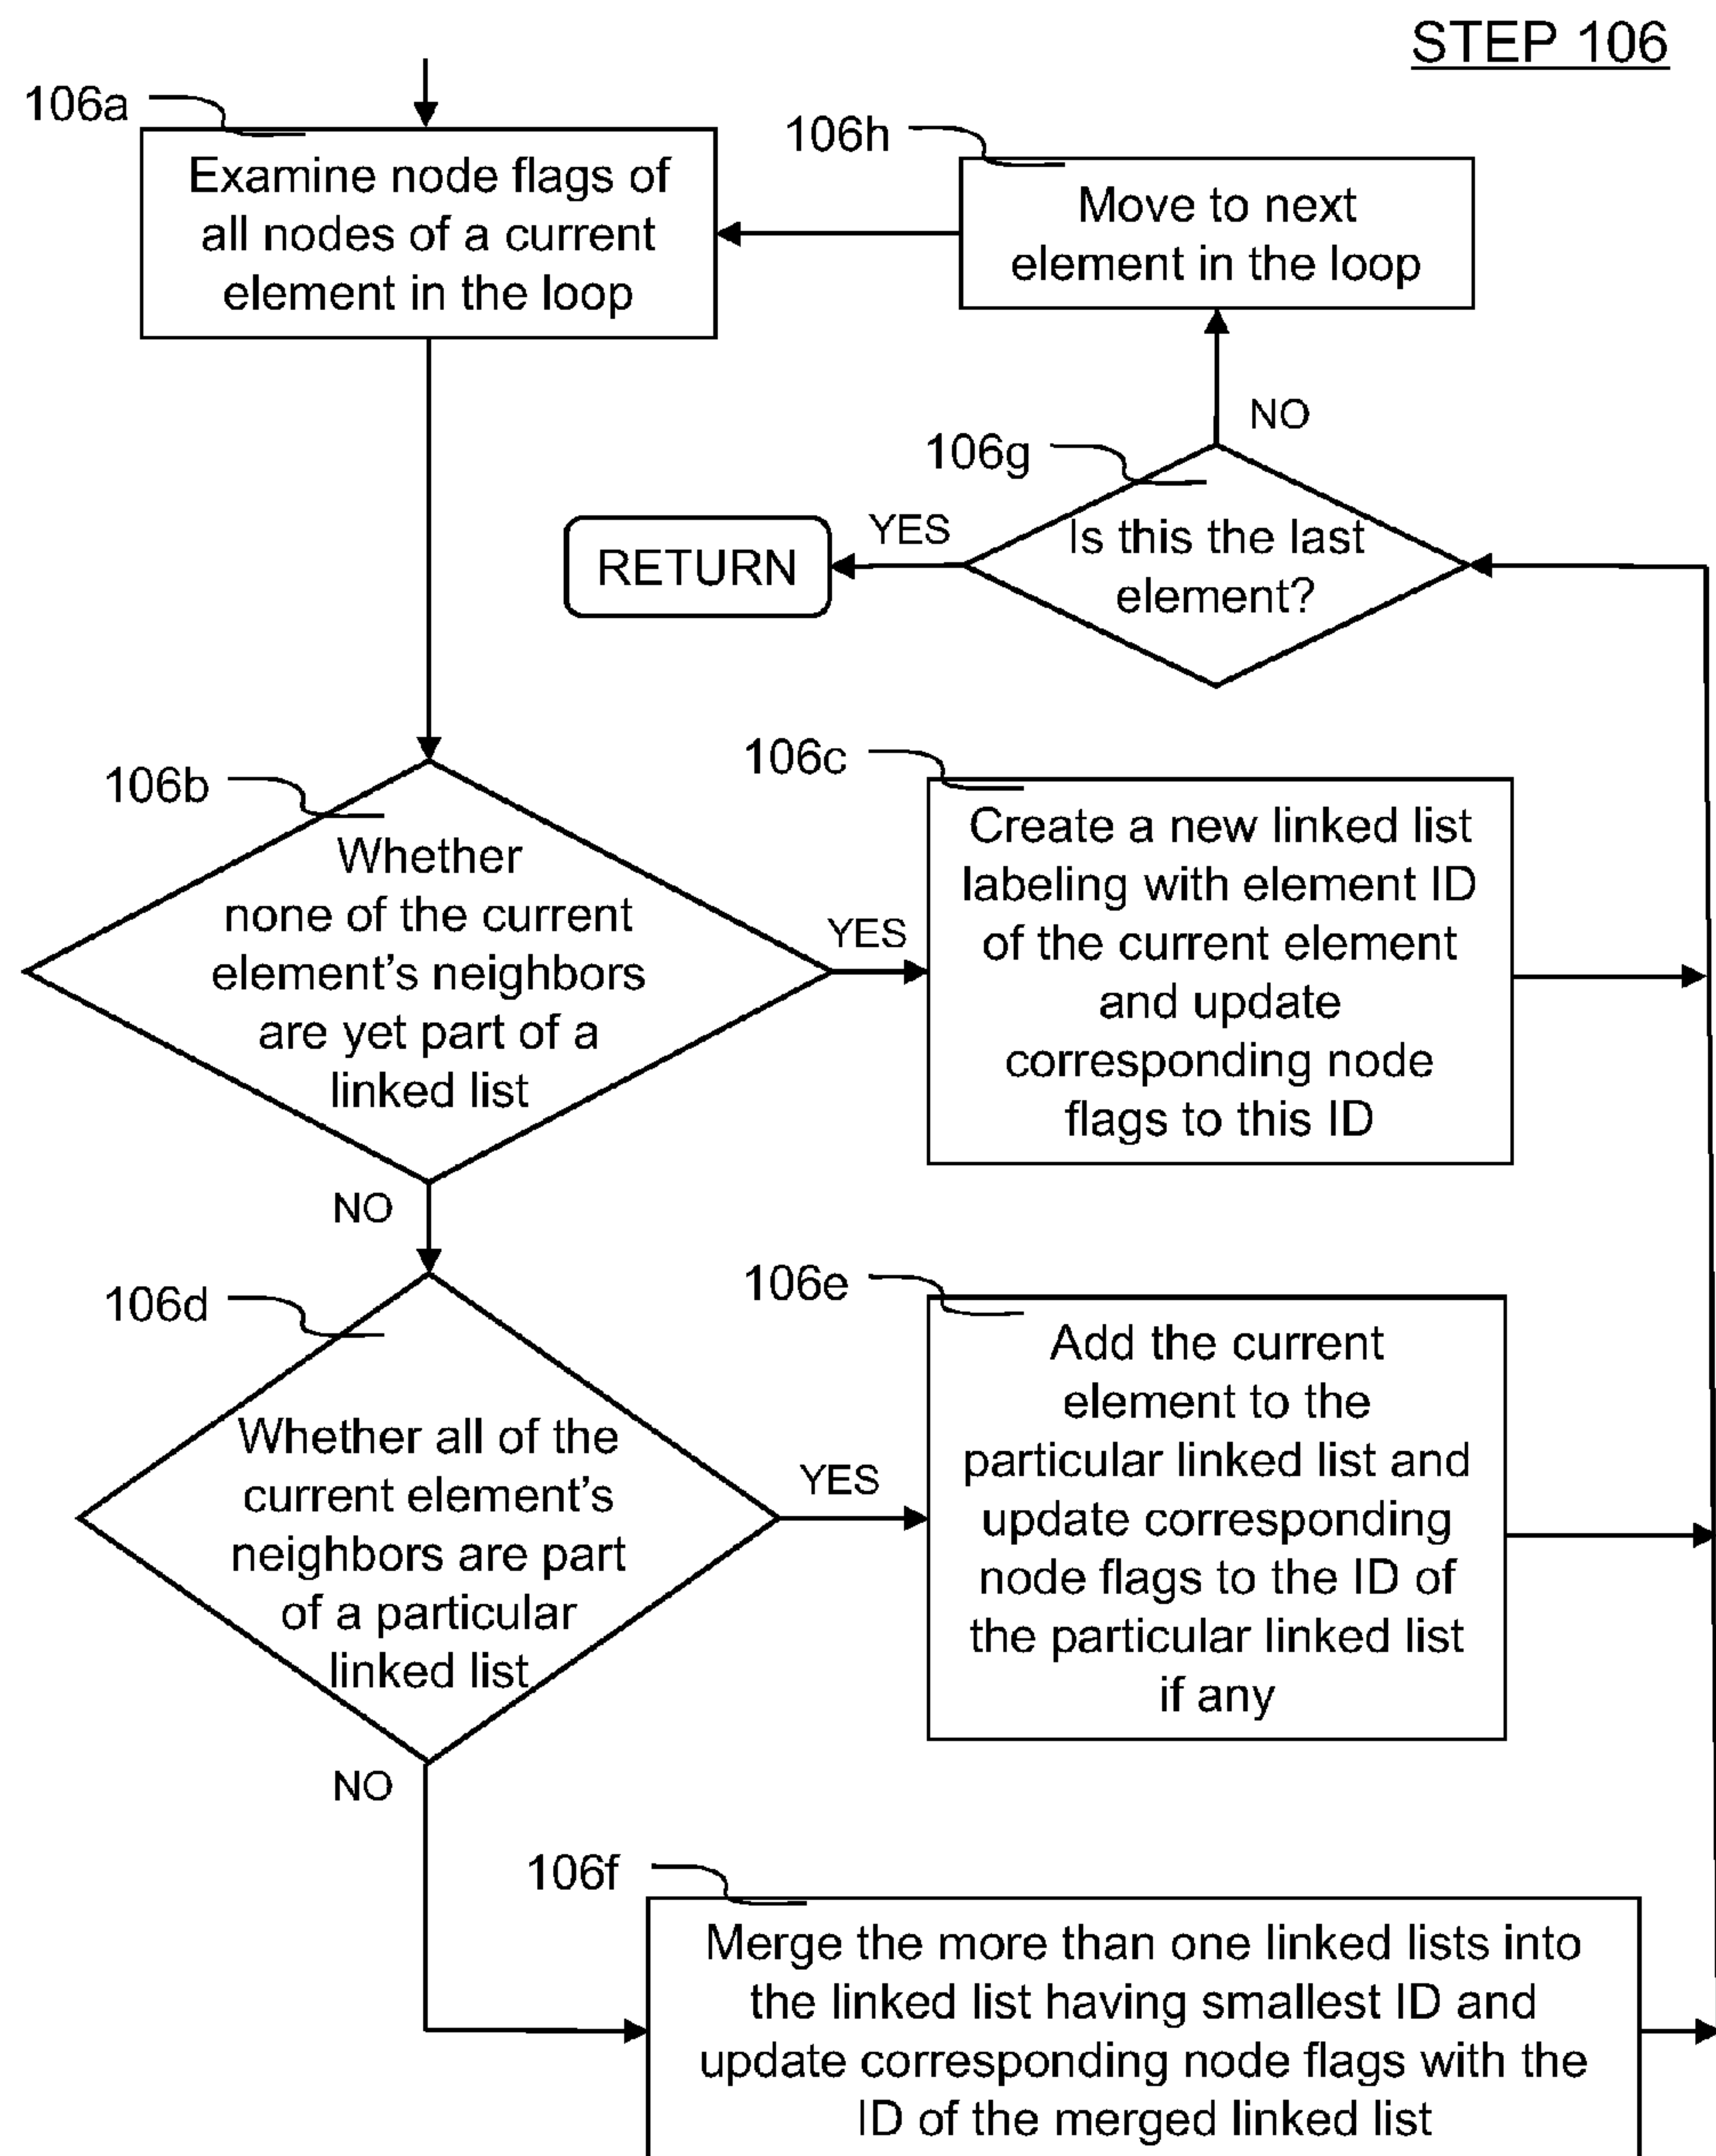 STEP 106
106a
Examine node flags of
all nodes of a current
element in the loop
106h
Move to next
element in the loop
NO
106g
Is this the last
element?
YES
RETURN
106b
Whether
none of the current
element's neighbors
are yet part of a
linked list
YES
106c
Create a new linked list
labeling with element ID
of the current element
and update
corresponding node
flags to this ID
NO
106d
Whether all of the
current element's
neighbors are part
of a particular
linked list
YES
106e
Add the current
element to the
particular linked list and
update corresponding
node flags to the ID of
the particular linked list
if any
NO
106f
Merge the more than one linked lists into
the linked list having smallest ID and
update corresponding node flags with the
ID of the merged linked list